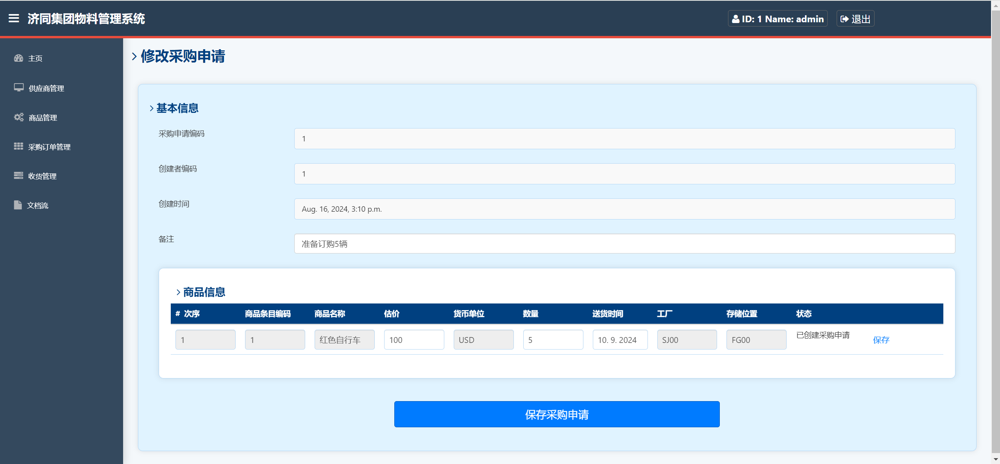 济同集团物料管理系统
ID: 1 Name: admin
退出
主页
供应商管理
商品管理
采购订单管理
收货管理
文档流
修改采购申请
基本信息
采购申请编码 1
创建者编码 1
创建时间 Aug. 16, 2024, 3:10 p.m.
备注 准备订购5辆
商品信息
# 次序 商品条目编码 商品名称 估价 货币单位 数量 送货时间 工厂 存储位置 状态
1 1 红色自行车 100 USD 5 10. 9. 2024 SJ00 FG00 已创建采购申请 保存
保存采购申请